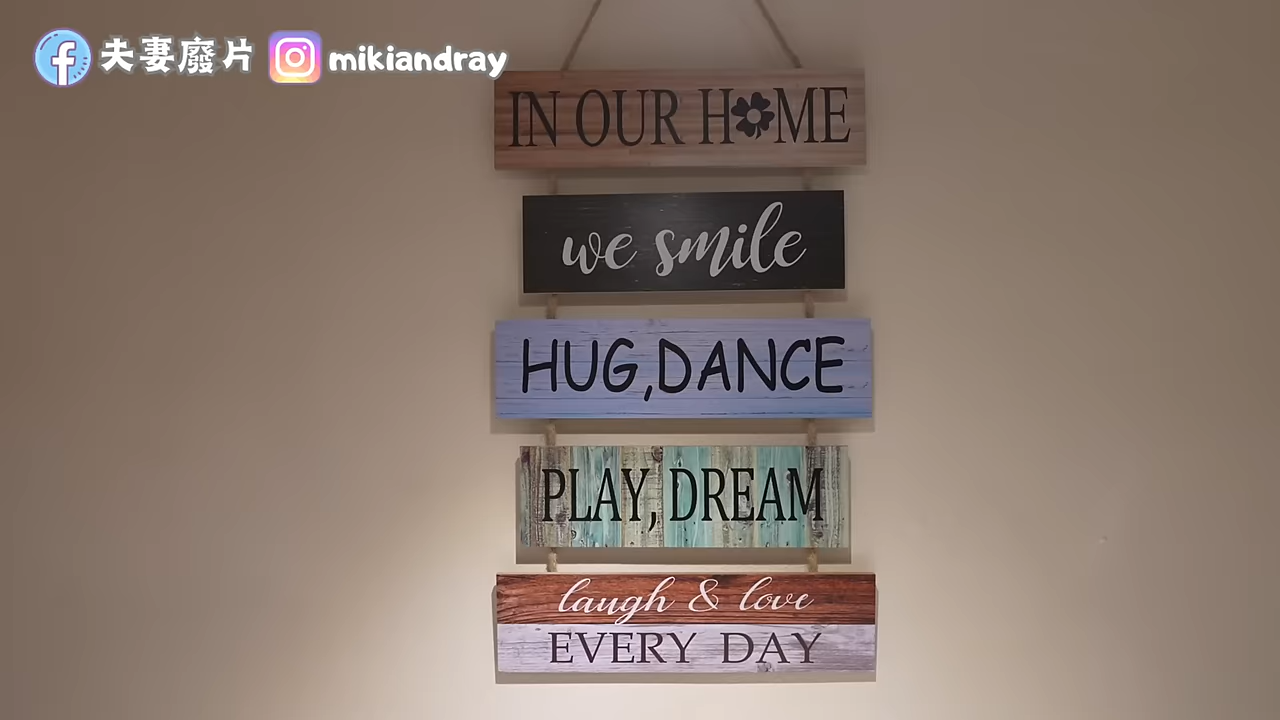 夫妻廢片 mikiandray
IN OUR HOME
we smile
HUG,DANCE
PLAY, DREAM
laugh & love
EVERY DAY